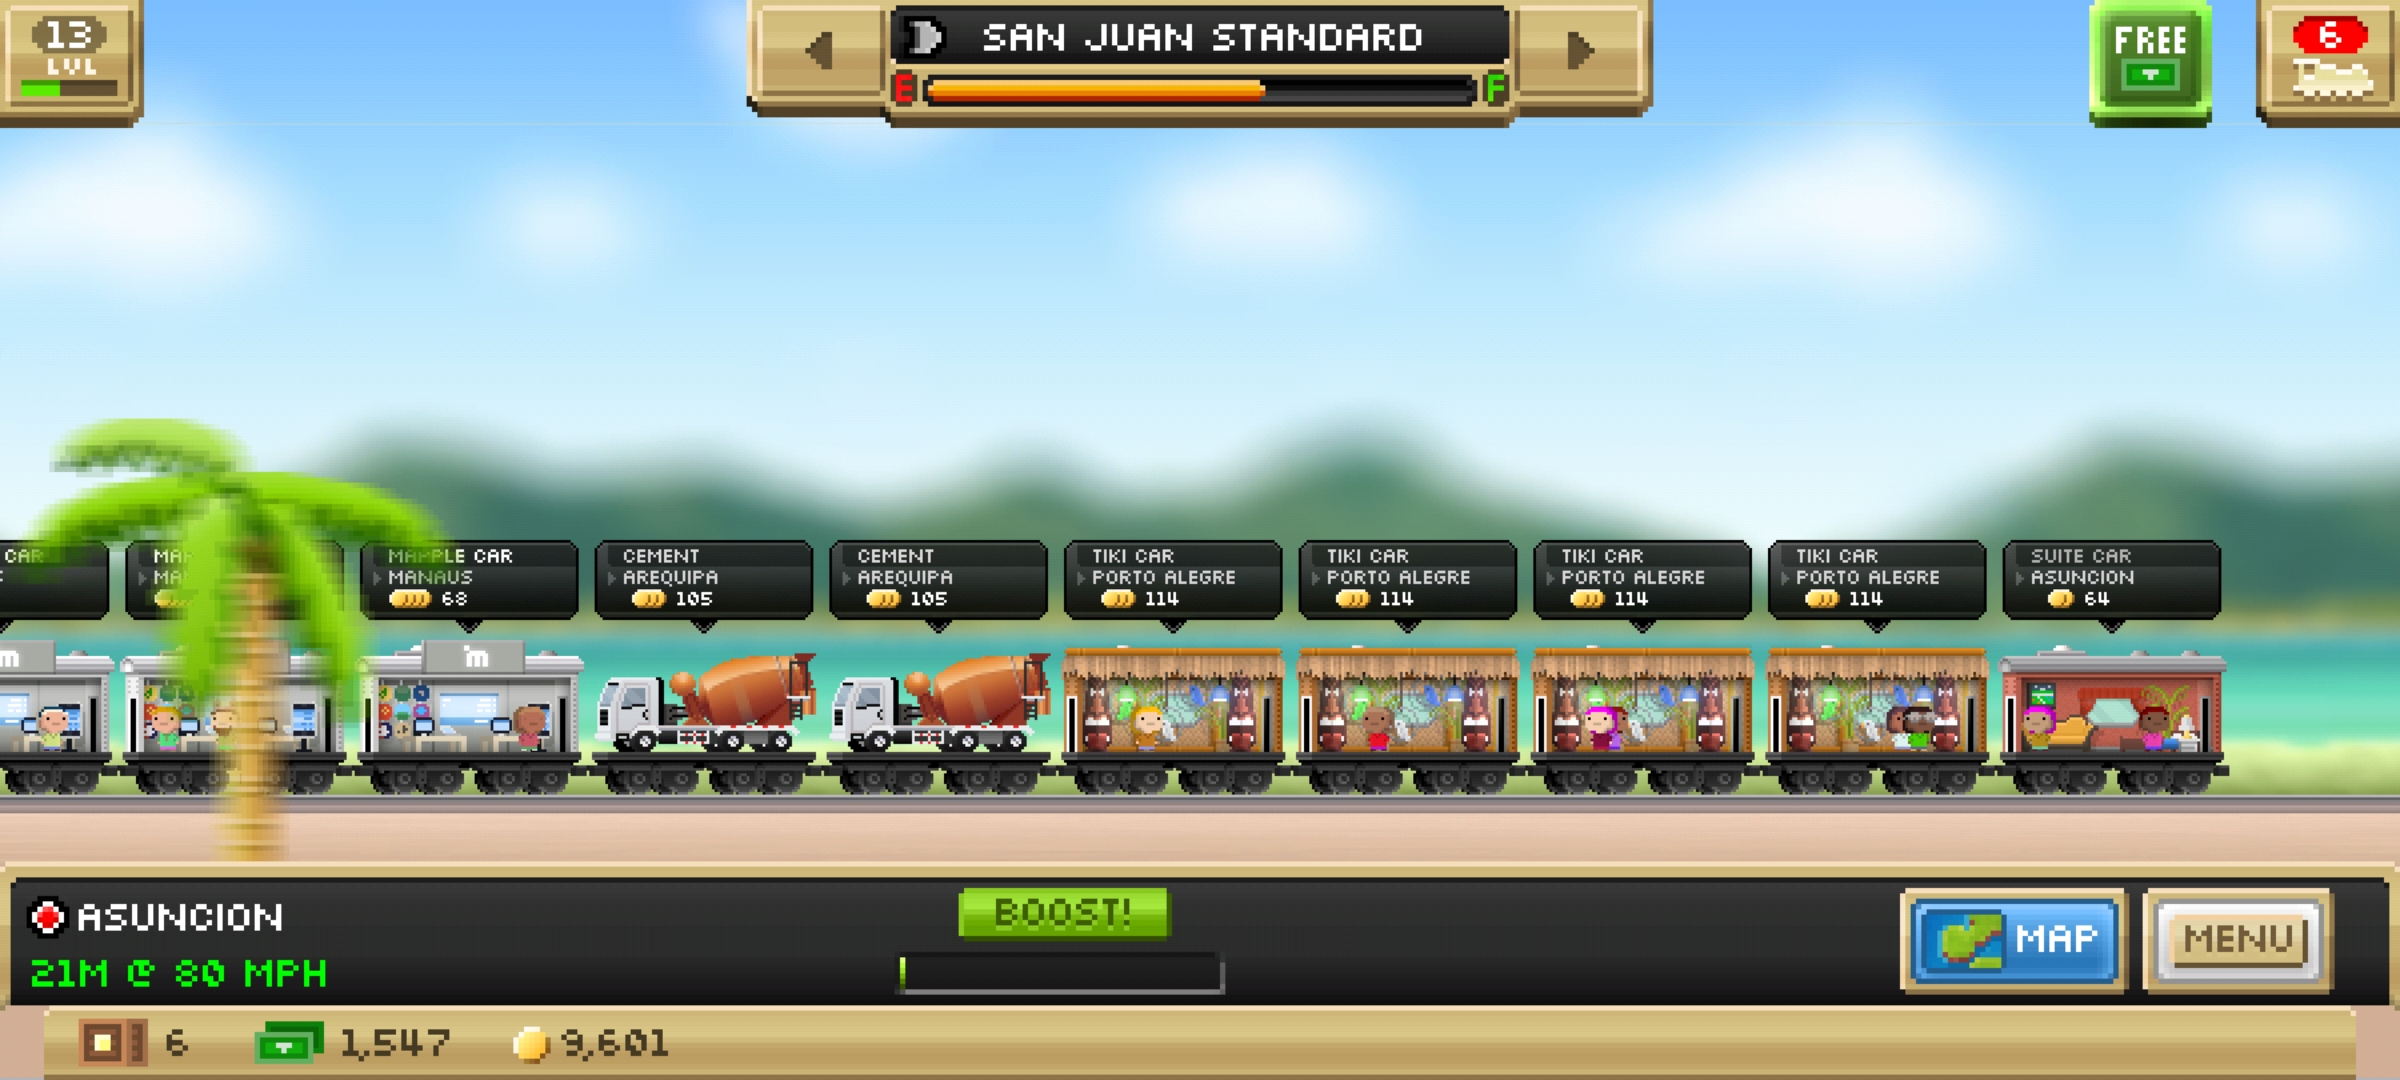 13
LVL
SAN JUAN STANDARD
E F
FREE
6
CAR
MAPPLE CAR
MANAUS
68
CEMENT
AREQUIPA
105
CEMENT
AREQUIPA
105
TIKI CAR
PORTO ALEGRE
114
TIKI CAR
PORTO ALEGRE
114
TIKI CAR
PORTO ALEGRE
114
TIKI CAR
PORTO ALEGRE
114
SUITE CAR
ASUNCION
64
m
m
ASUNCION
21M @ 80 MPH
BOOST!
MAP
MENU
6
1,547
9,601